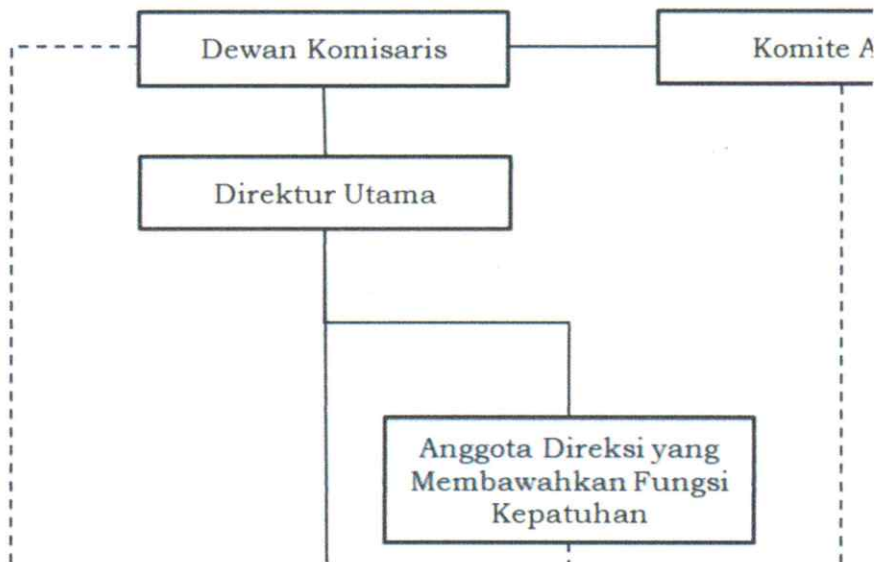 Dewan Komisaris
Komite A
Direktur Utama
Anggota Direksi yang
Membawahkan Fungsi
Kepatuhan